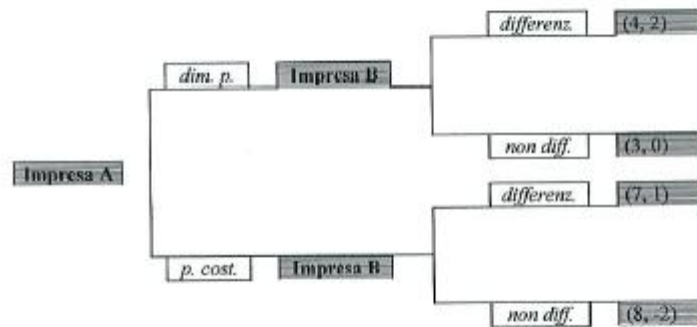 differenz. (4, 2)
dim. p. Impresa B
non diff. (3, 0)
Impresa A
differenz. (7, 1)
p. cost. Impresa B
non diff. (8, -2)